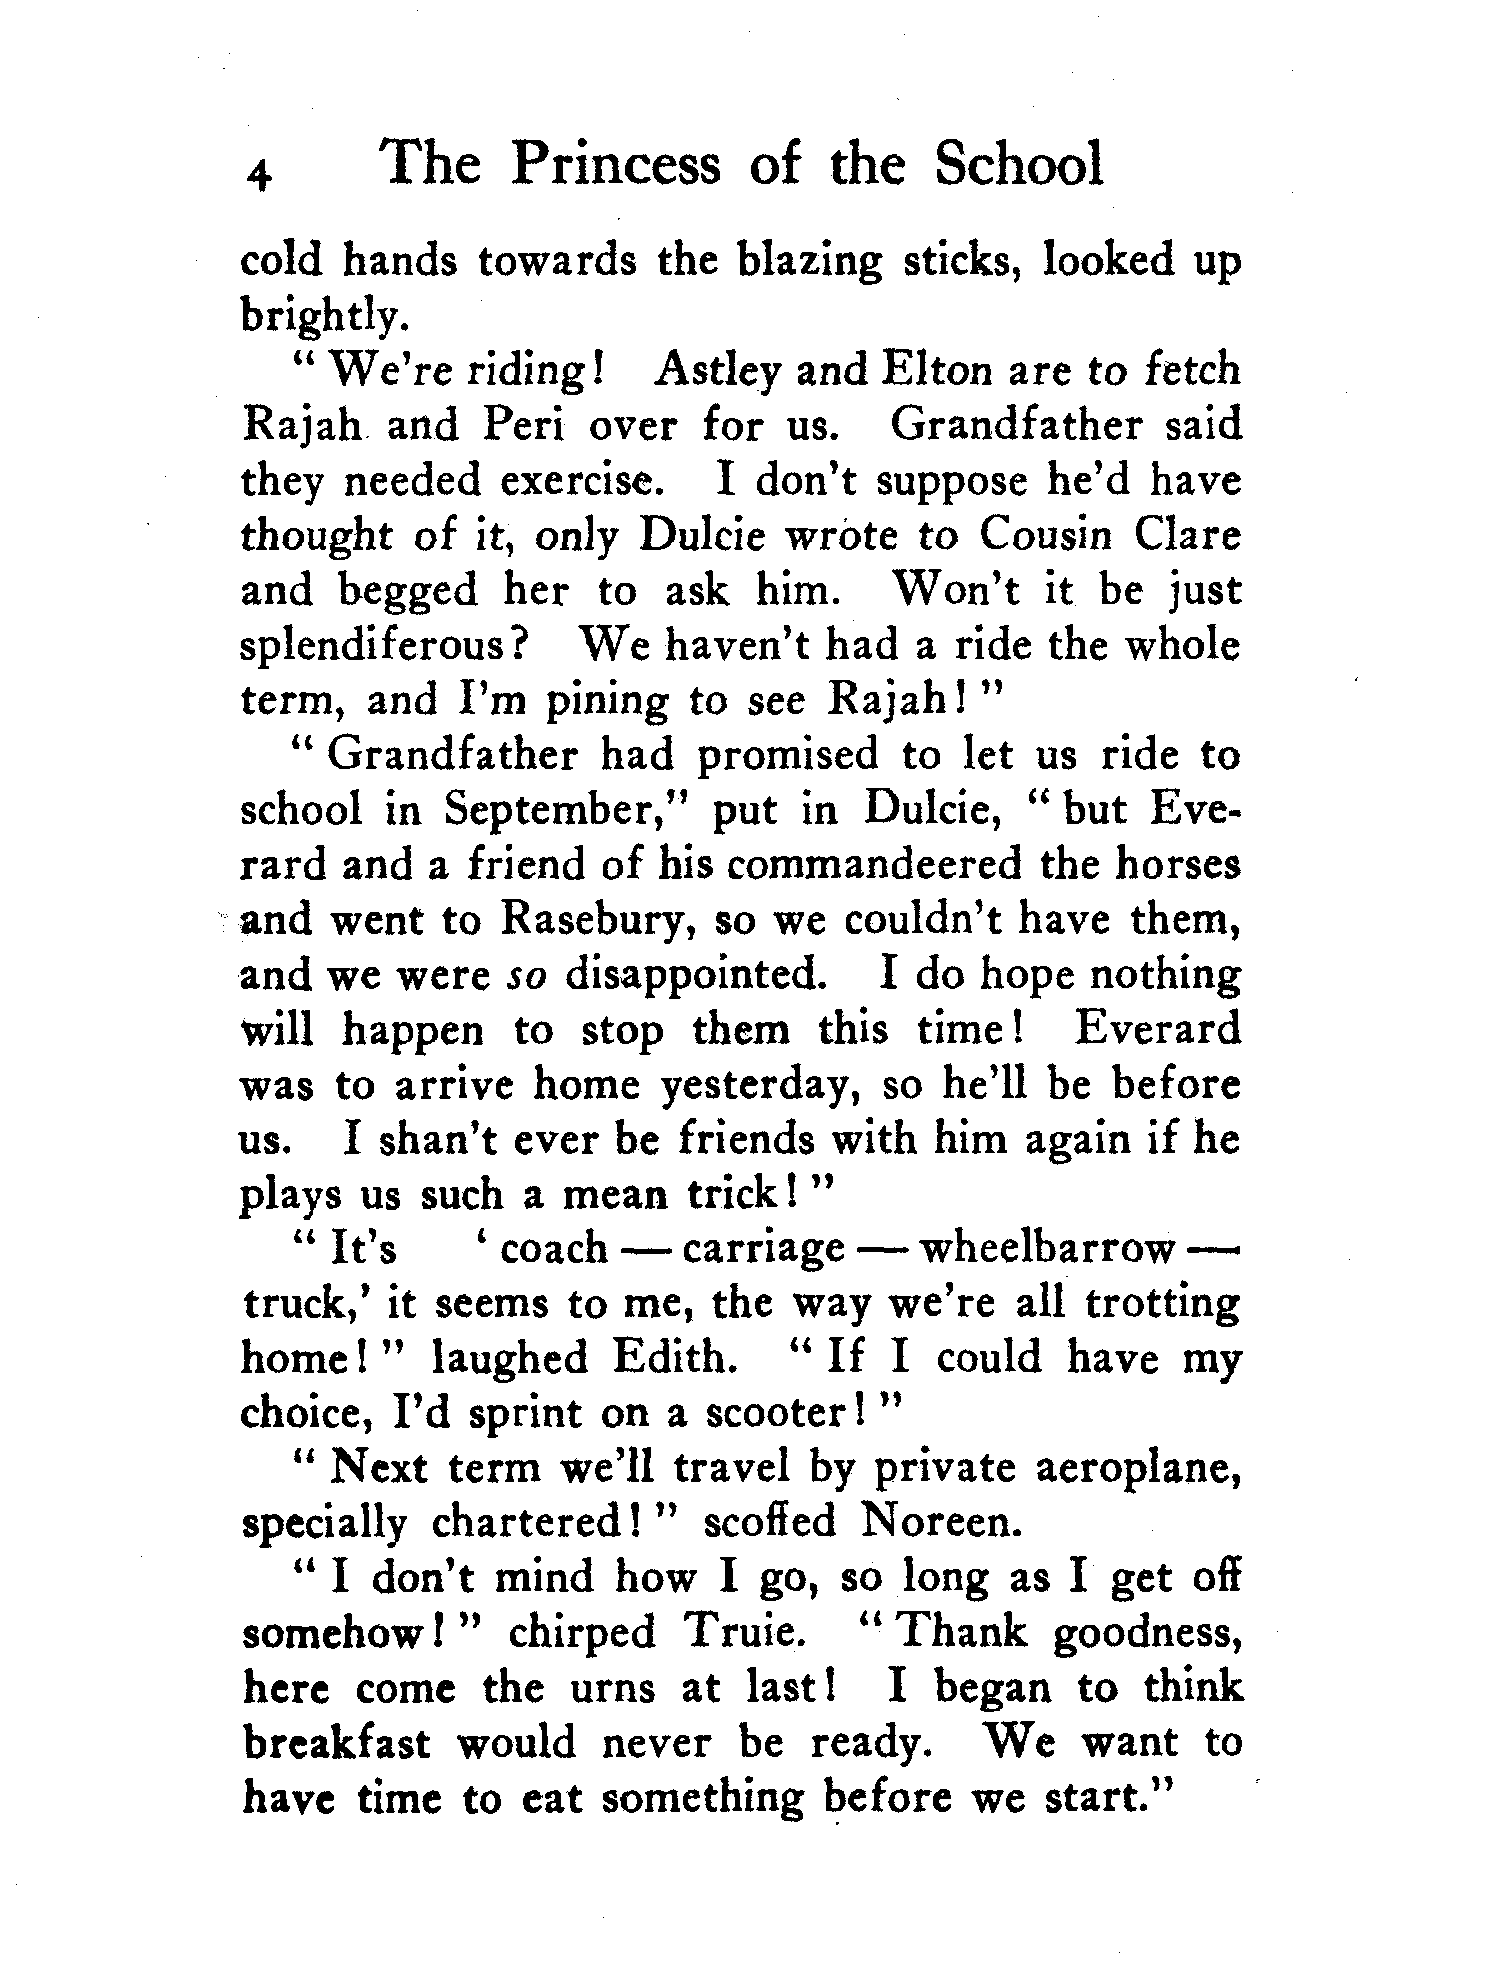 4 The Princess of the School
cold hands towards the blazing sticks, looked up
brightly.
" We're riding! Astley and Elton are to fetch
Rajah and Peri over for us. Grandfather said
they needed exercise. I don't suppose he'd have
thought of it, only Dulcie wrote to Cousin Clare
and begged her to ask him. Won't it be just
splendiferous? We haven't had a ride the whole
term, and I'm pining to see Rajah! "
" Grandfather had promised to let us ride to
school in September," put in Dulcie, " but Eve-
rard and a friend of his commandeered the horses
and went to Rasebury, so we couldn't have them,
and we were so disappointed. I do hope nothing
will happen to stop them this time! Everard
was to arrive home yesterday, so he'll be before
us. I shan't ever be friends with him again if he
plays us such a mean trick! "
" It's ' coach — carriage — wheelbarrow —
truck,' it seems to me, the way we're all trotting
home! " laughed Edith. " If I could have my
choice, I'd sprint on a scooter! "
" Next term we'll travel by private aeroplane,
specially chartered! " scoffed Noreen.
" I don't mind how I go, so long as I get off
somehow! " chirped Truie. " Thank goodness,
here come the urns at last! I began to think
breakfast would never be ready. We want to
have time to eat something before we start."